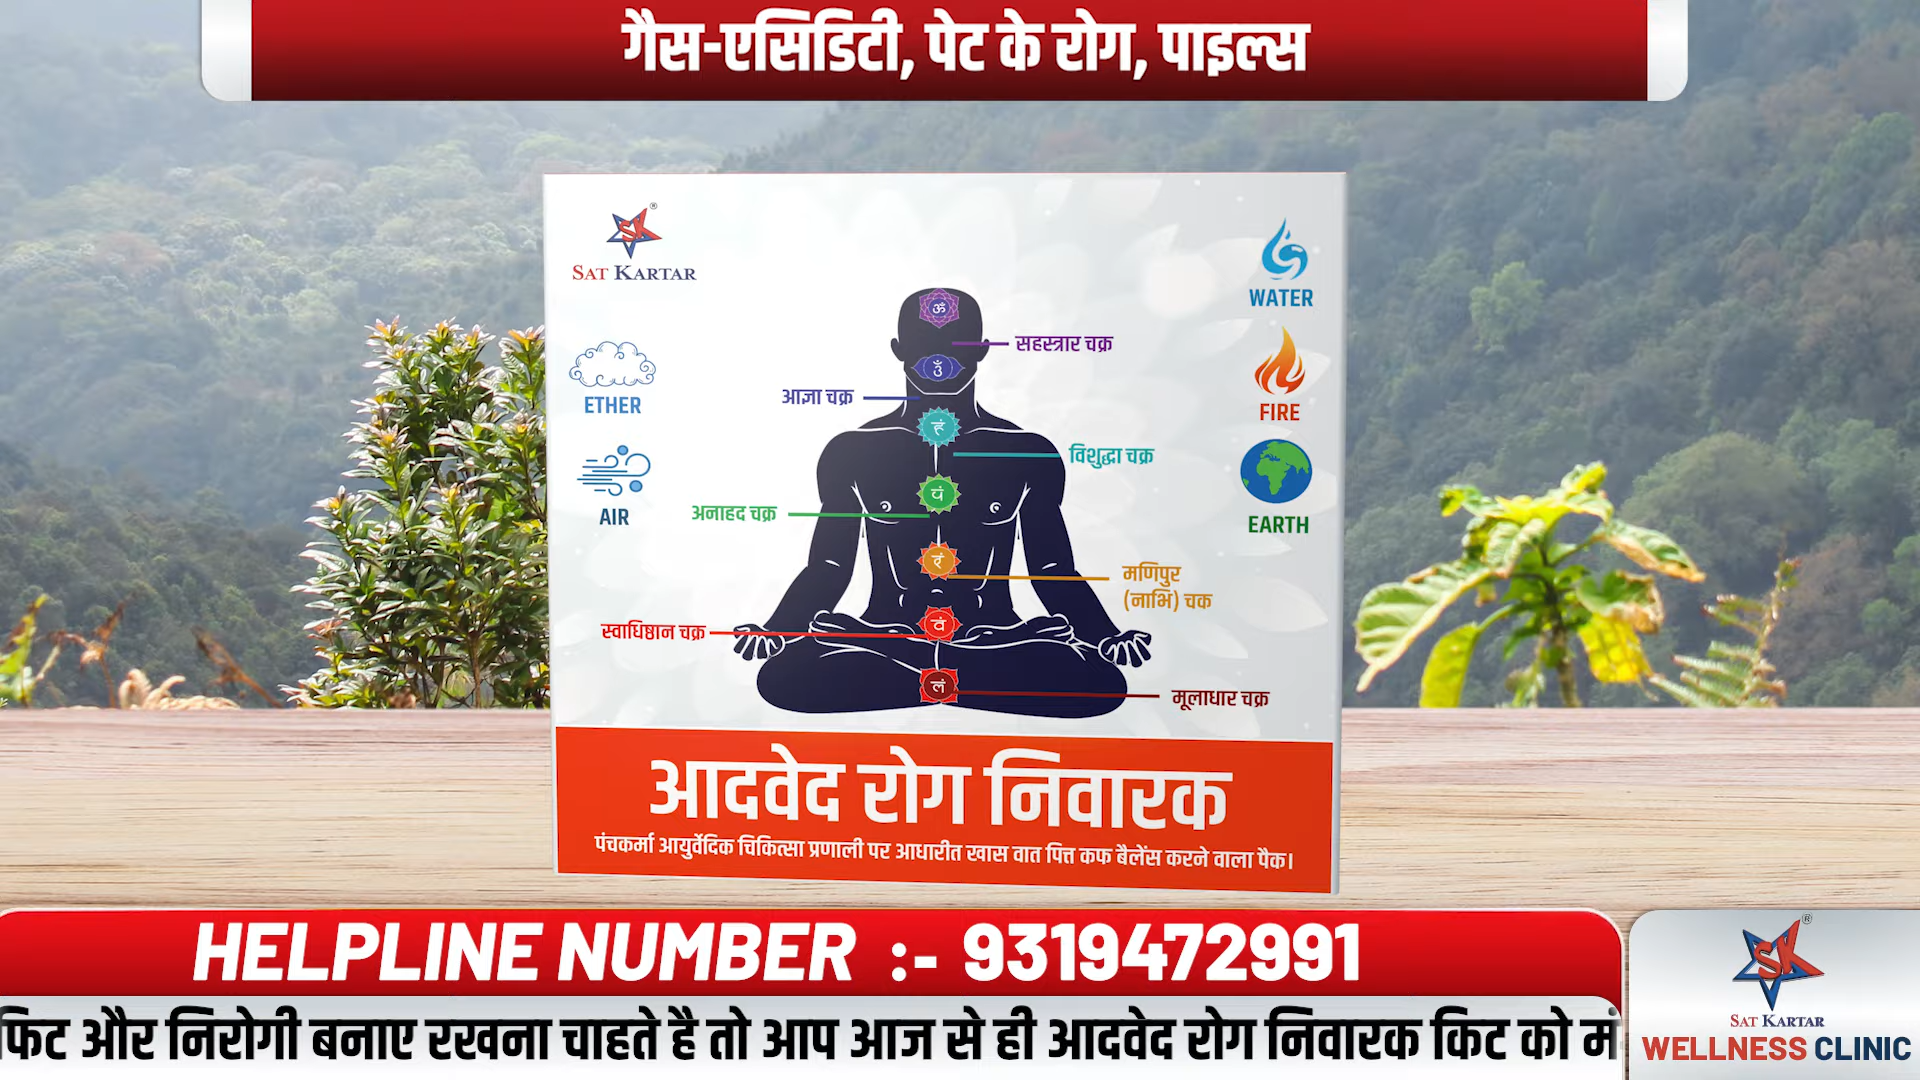 गैस-एसिडिटी, पेट के रोग, पाइल्स
SK
®
SAT KARTAR
WATER
ॐ
सहस्त्रार चक्र
FIRE
ETHER
आज्ञा चक्र
हं
विशुद्धा चक्र
EARTH
AIR
यं
अनाहद चक्र
रं
मणिपुर
(नाभि) चक
वं
स्वाधिष्ठान चक्र
लं
मूलाधार चक्र
आदवेद रोग निवारक
पंचकर्मा आयुर्वेदिक चिकित्सा प्रणाली पर आधारीत खास वात पित्त कफ बैलेंस करने वाला पैक।
HELPLINE NUMBER :- 9319472991
फिट और निरोगी बनाए रखना चाहते है तो आप आज से ही आदवेद रोग निवारक किट को मं
SK
®
SAT KARTAR
WELLNESS CLINIC